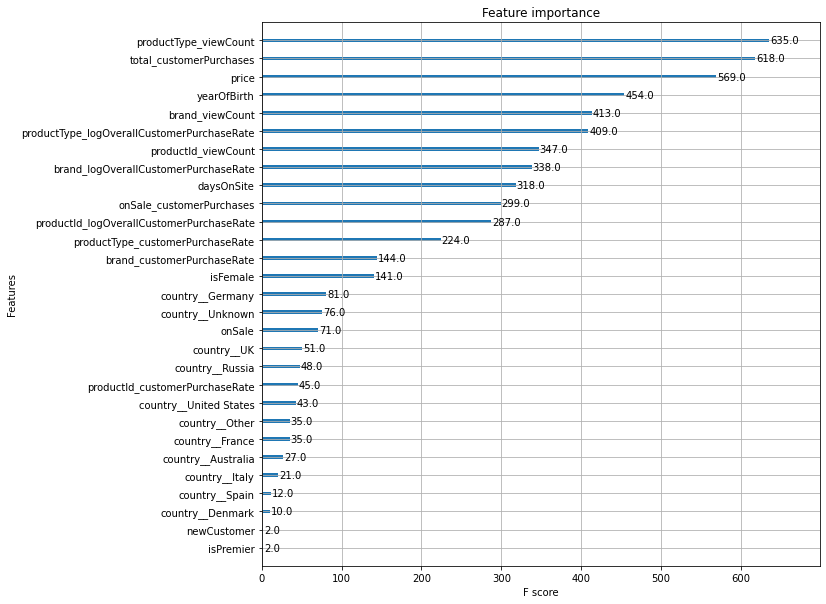 Feature importance
productType_viewCount 635.0
total_customerPurchases 618.0
price 569.0
yearOfBirth 454.0
brand_viewCount 413.0
productType_logOverallCustomerPurchaseRate 409.0
productId_viewCount 347.0
brand_logOverallCustomerPurchaseRate 338.0
daysOnSite 318.0
onSale_customerPurchases 299.0
productId_logOverallCustomerPurchaseRate 287.0
productType_customerPurchaseRate 224.0
brand_customerPurchaseRate 144.0
isFemale 141.0
country__Germany 81.0
country__Unknown 76.0
onSale 71.0
country__UK 51.0
country__Russia 48.0
productId_customerPurchaseRate 45.0
country__United States 43.0
country__Other 35.0
country__France 35.0
country__Australia 27.0
country__Italy 21.0
country__Spain 12.0
country__Denmark 10.0
newCustomer 2.0
isPremier 2.0
Features
0 100 200 300 400 500 600
F score